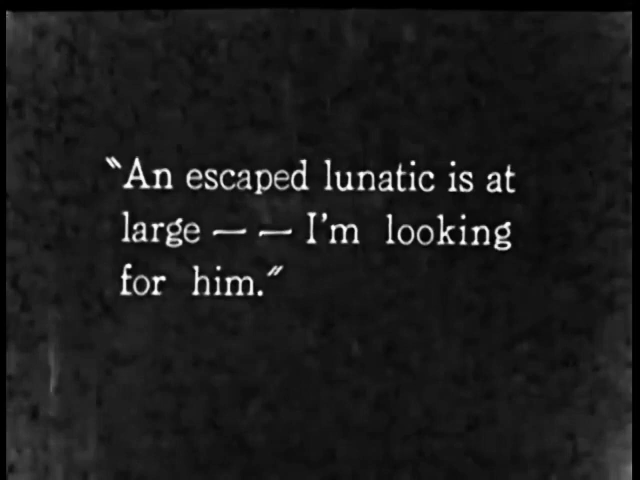 "An escaped lunatic is at
large — — I'm looking
for him."